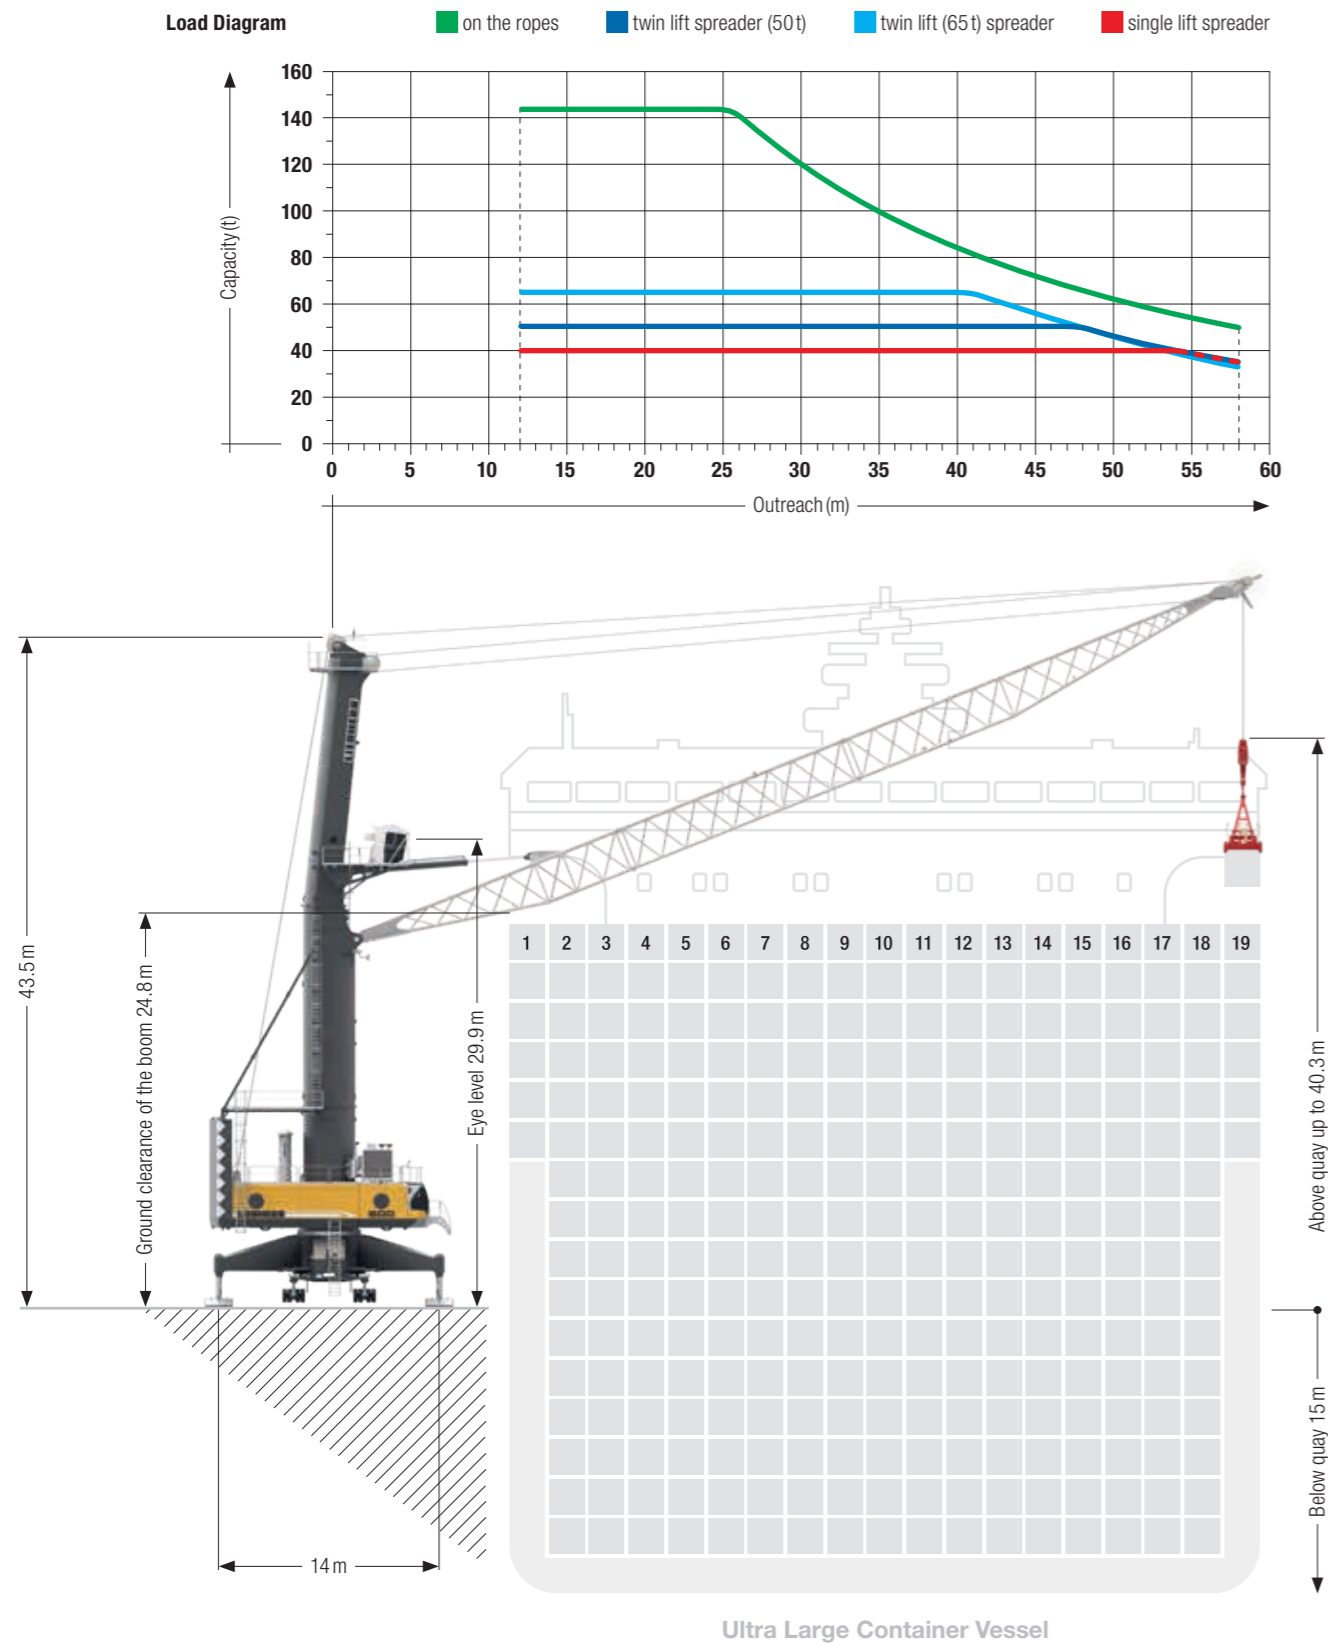 Load Diagram
on the ropes
twin lift spreader (50 t)
twin lift (65 t) spreader
single lift spreader
160
140
120
100
80
60
40
20
0
Capacity (t)
0 5 10 15 20 25 30 35 40 45 50 55 60
Outreach (m)
43.5 m
Ground clearance of the boom 24.8 m
Eye level 29.9 m
1 2 3 4 5 6 7 8 9 10 11 12 13 14 15 16 17 18 19
Above quay up to 40.3 m
Below quay 15 m
14 m
Ultra Large Container Vessel